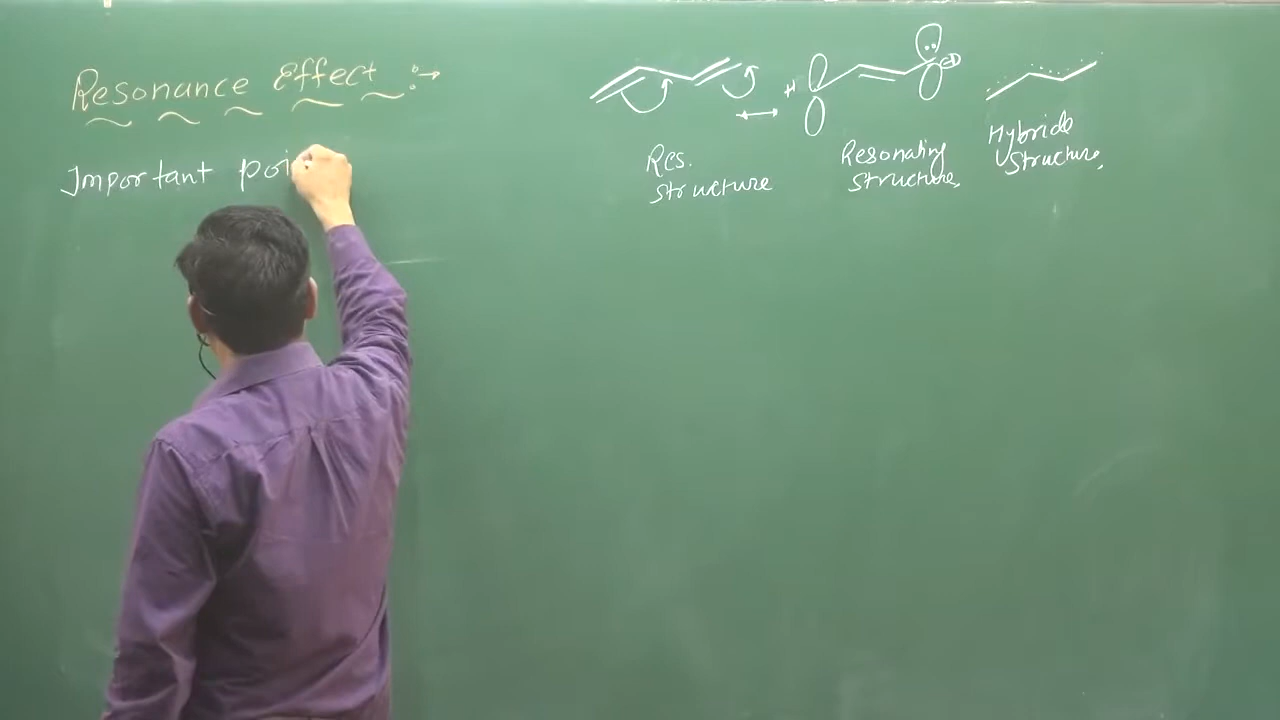 Resonance Effect :→
Important poi
Res.
structure
Resonating
structure,
Hybride
Structure,